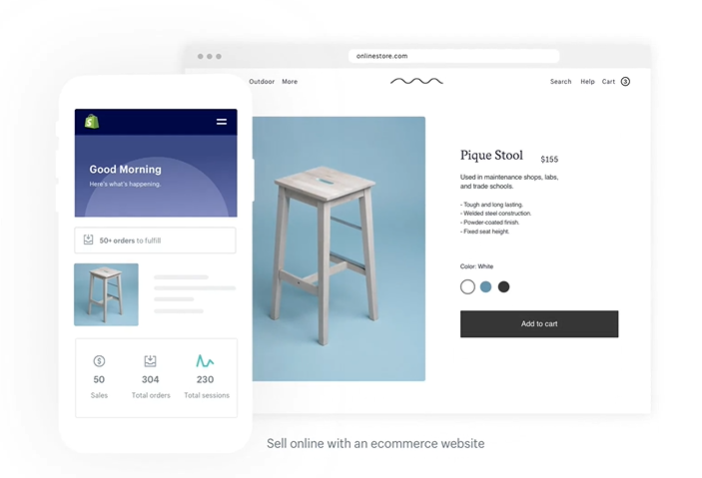 onlinestore.com
Outdoor More
Search Help Cart 3
Good Morning
Here's what's happening.
50+ orders to fulfill
$
50 304 230
Sales Total orders Total sessions
Pique Stool $155
Used in maintenance shops, labs,
and trade schools.
- Tough and long lasting.
- Welded steel construction.
- Powder-coated finish.
- Fixed seat height.
Color: White
Add to cart
Sell online with an ecommerce website